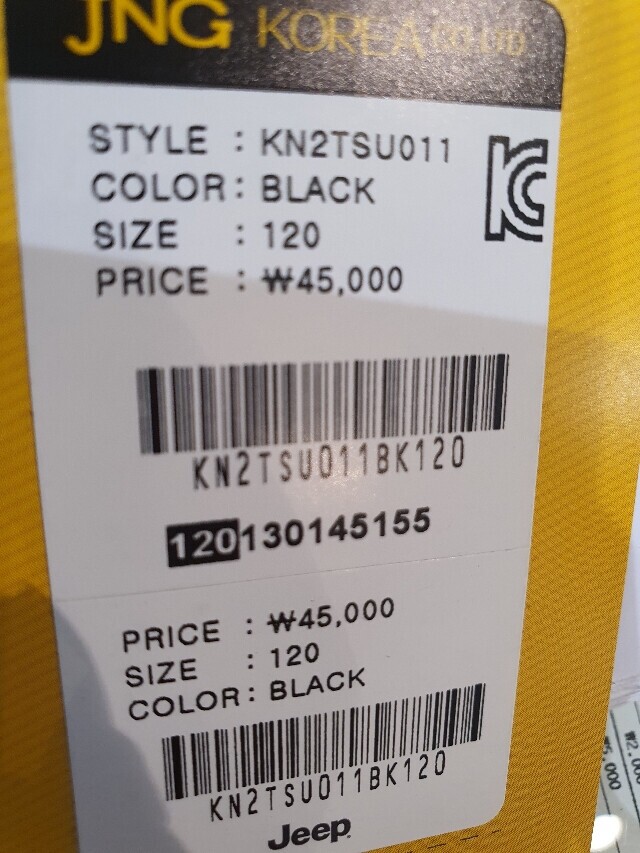 JNG KOREA CO.,LTD
STYLE : KN2TSU011
COLOR : BLACK
SIZE : 120
PRICE : ₩45,000
KN2TSU011BK120
120130145155
PRICE : ₩45,000
SIZE : 120
COLOR : BLACK
KN2TSU011BK120
Jeep